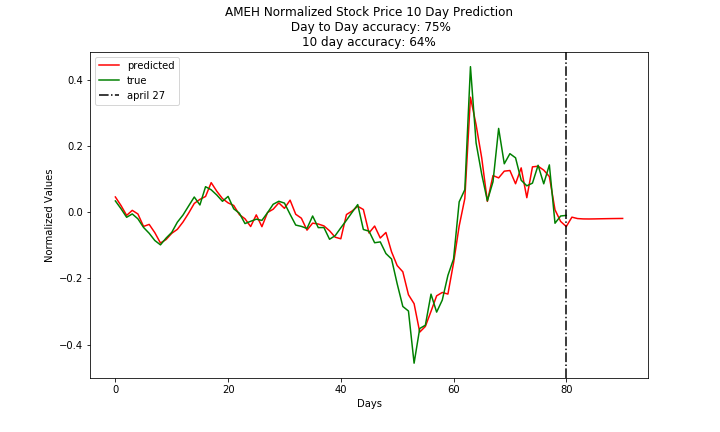 AMEH Normalized Stock Price 10 Day Prediction
Day to Day accuracy: 75%
10 day accuracy: 64%
predicted
true
april 27
0.4
0.2
0.0
−0.2
−0.4
Normalized Values
0
20
40
60
80
Days